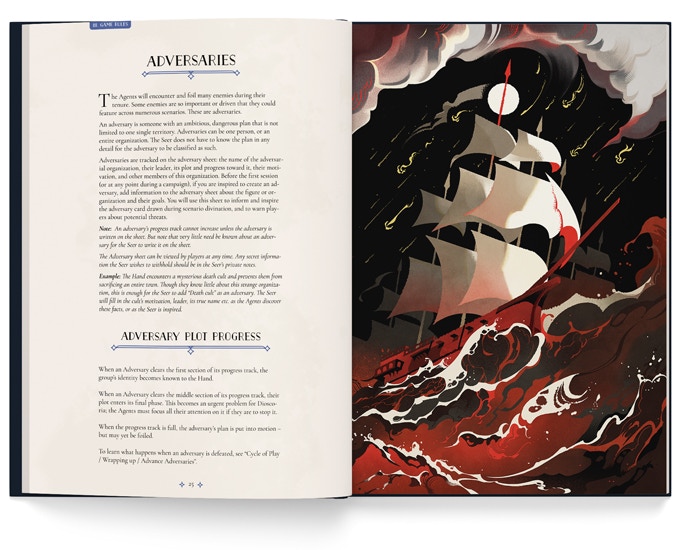 III. GAME RULES
ADVERSARIES
The Agents will encounter and foil many enemies during their
tenure. Some enemies are so important or driven that they could
feature across numerous scenarios. These are adversaries.
An adversary is someone with an ambitious, dangerous plan that is not
limited to one single territory. Adversaries can be one person, or an
entire organization. The Seer does not have to know the plan in any
detail for the adversary to be classified as such.
Adversaries are tracked on the adversary sheet: the name of the adversar-
ial organization, their leader, its plot and progress toward it, their moti-
vation, and other members of this organization. Before the first session
(or at any point during a campaign), if you are inspired to create an ad-
versary, add information to the adversary sheet about the figure or or-
ganization and their goals. You will use this sheet to inform and inspire
the adversary card drawn during scenario divination, and to warn play-
ers about potential threats.
Note: An adversary's progress track cannot increase unless the adversary is
written on the sheet. But note that very little need be known about an adver-
sary for the Seer to write it on the sheet.
The Adversary sheet can be viewed by players at any time. Any secret informa-
tion the Seer wishes to withhold should be in the Seer's private notes.
Example: The Hand encounters a mysterious death cult and prevents them from
sacrificing an entire town. Though they know little about this strange organiza-
tion, this is enough for the Seer to add "Death cult" as an adversary. The Seer
will fill in the cult's motivation, leader, its true name etc. as the Agents discover
these facts, or as the Seer is inspired.
ADVERSARY PLOT PROGRESS
When an Adversary clears the first section of its progress track, the
group's identity becomes known to the Hand.
When an Adversary clears the middle section of its progress track, their
plot enters its final phase. This becomes an urgent problem for Diosco-
ria; the Agents must focus all their attention on it if they are to stop it.
When the progress track is full, the adversary's plan is put into motion –
but may yet be foiled.
To learn what happens when an adversary is defeated, see "Cycle of Play
/ Wrapping up / Advance Adversaries".
25